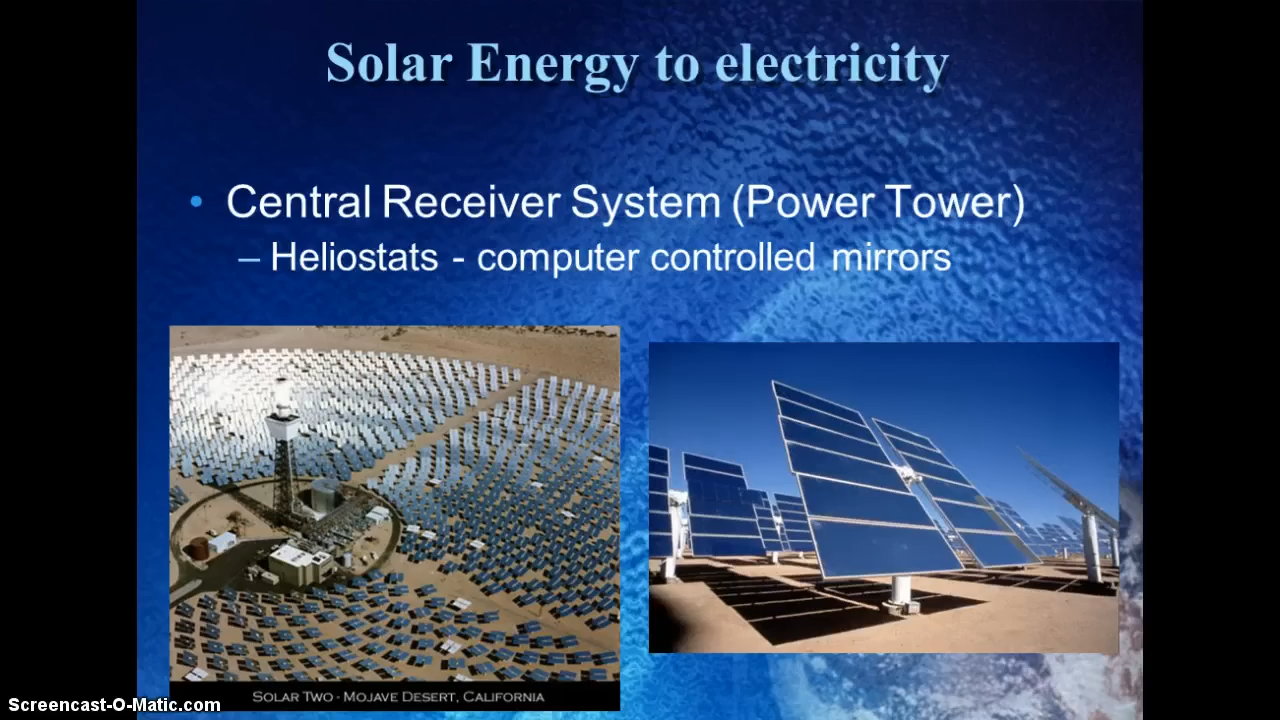 Solar Energy to electricity
• Central Receiver System (Power Tower)
– Heliostats - computer controlled mirrors
SOLAR TWO - MOJAVE DESERT, CALIFORNIA
Screencast-O-Matic.com